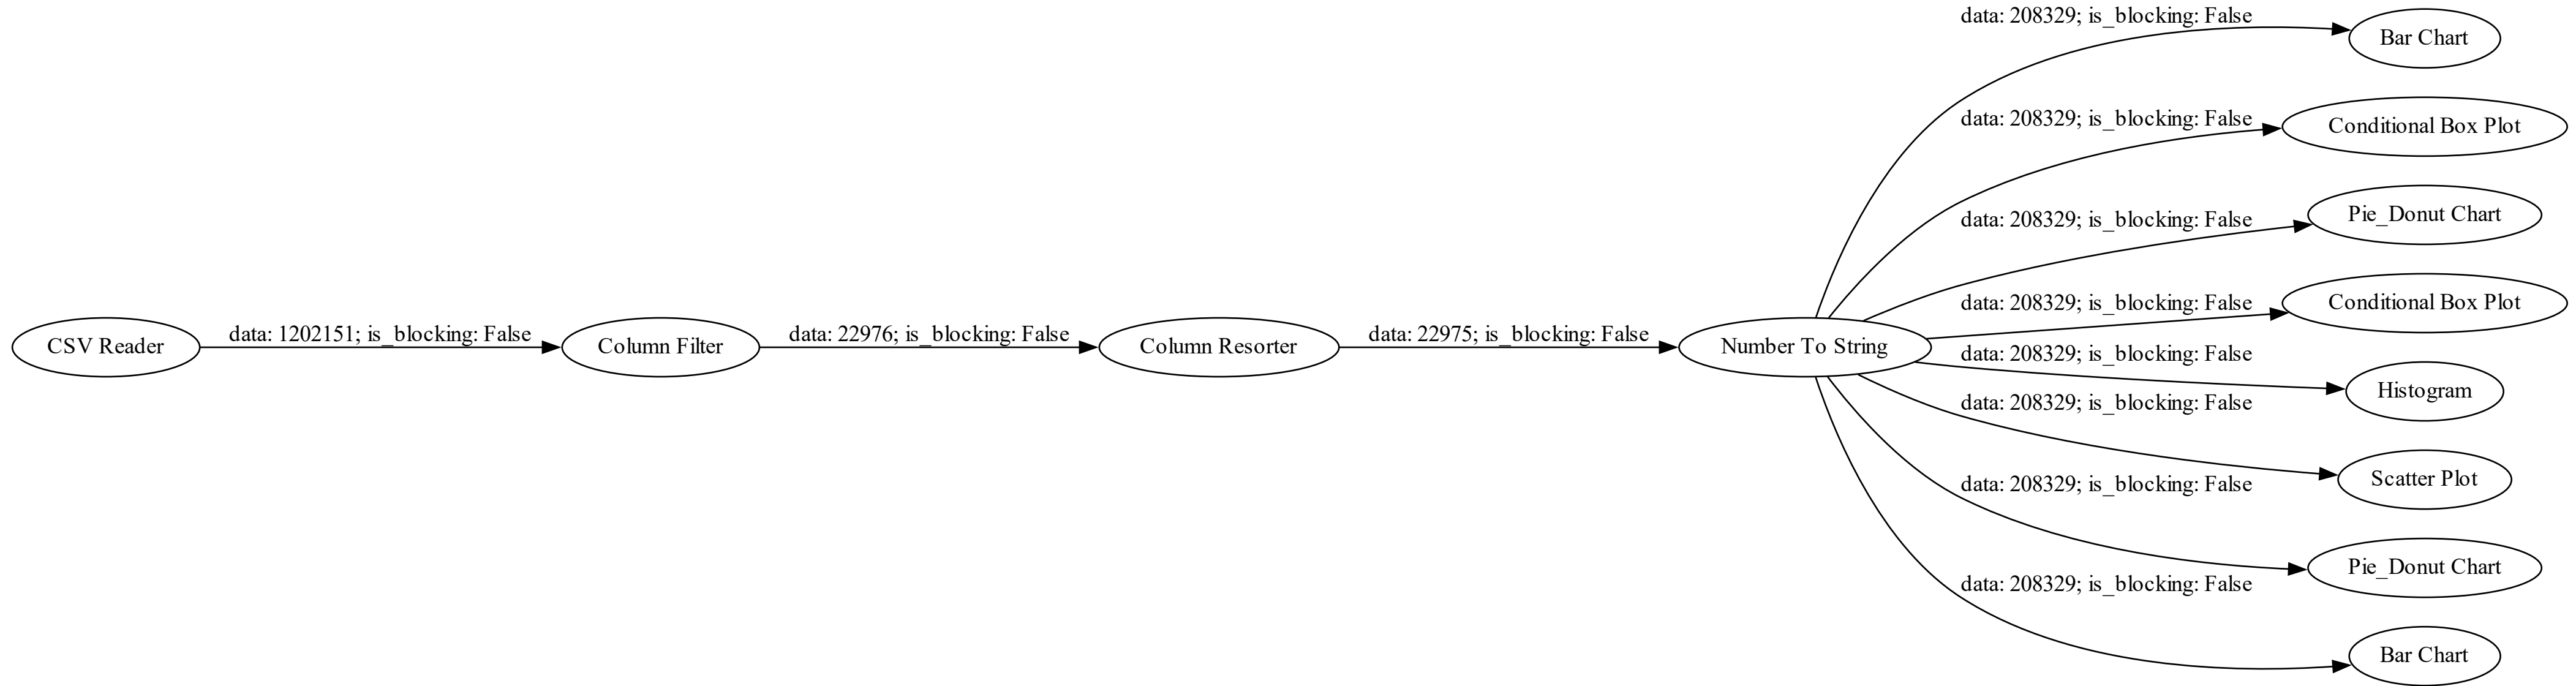 CSV Reader
data: 1202151; is_blocking: False
Column Filter
data: 22976; is_blocking: False
Column Resorter
data: 22975; is_blocking: False
Number To String
data: 208329; is_blocking: False
Bar Chart
data: 208329; is_blocking: False
Conditional Box Plot
data: 208329; is_blocking: False
Pie_Donut Chart
data: 208329; is_blocking: False
Conditional Box Plot
data: 208329; is_blocking: False
Histogram
data: 208329; is_blocking: False
Scatter Plot
data: 208329; is_blocking: False
Pie_Donut Chart
data: 208329; is_blocking: False
Bar Chart